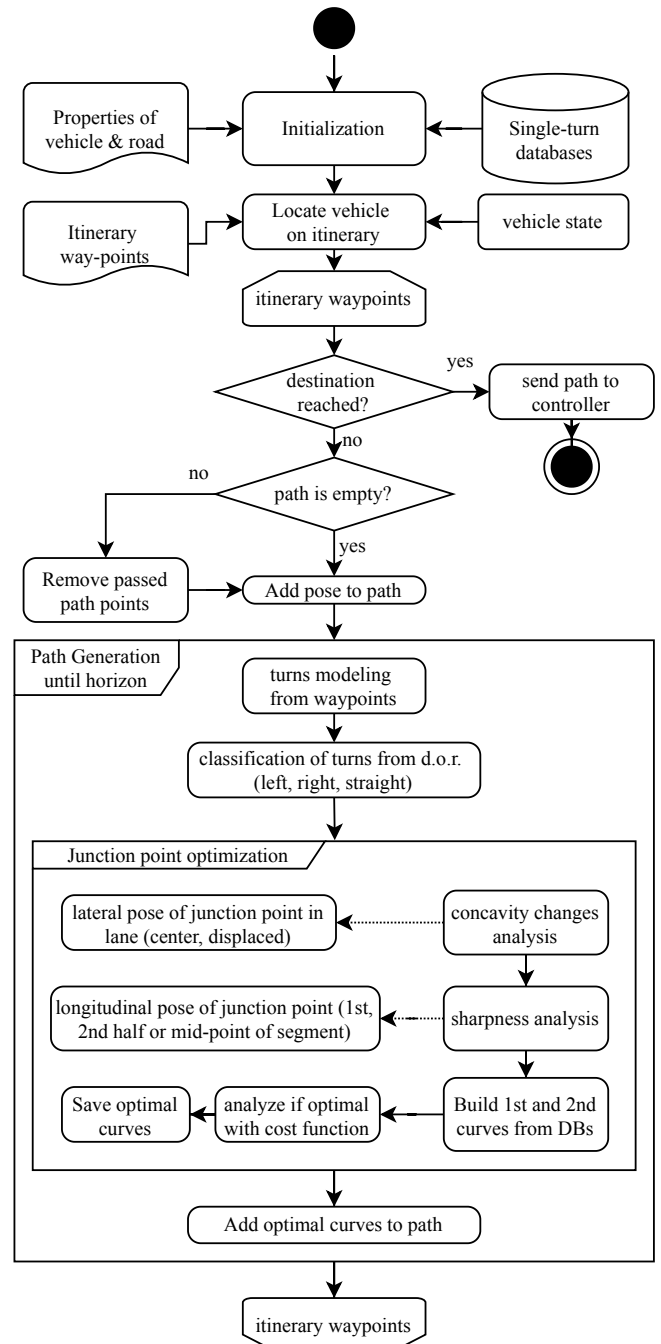 Properties of
vehicle & road
Initialization
Single-turn
databases
Itinerary
way-points
Locate vehicle
on itinerary
vehicle state
itinerary waypoints
destination
reached?
yes
send path to
controller
no
path is empty?
no
yes
Remove passed
path points
Add pose to path
Path Generation
until horizon
turns modeling
from waypoints
classification of turns from d.o.r.
(left, right, straight)
Junction point optimization
lateral pose of junction point in
lane (center, displaced)
concavity changes
analysis
longitudinal pose of junction point (1st,
2nd half or mid-point of segment)
sharpness analysis
Save optimal
curves
analyze if optimal
with cost function
Build 1st and 2nd
curves from DBs
Add optimal curves to path
itinerary waypoints